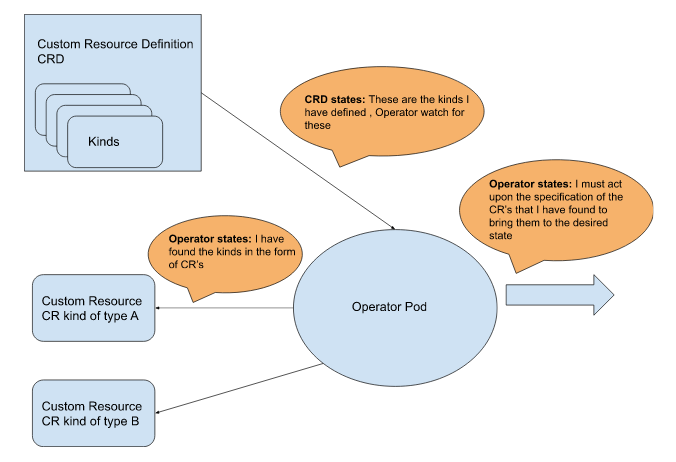 Custom Resource Definition
CRD
Kinds
CRD states: These are the kinds I
have defined , Operator watch for
these
Operator states: I must act
upon the specification of the
CR's that I have found to
bring them to the desired
state
Operator states: I have
found the kinds in the form
of CR's
Custom Resource
CR kind of type A
Operator Pod
Custom Resource
CR kind of type B